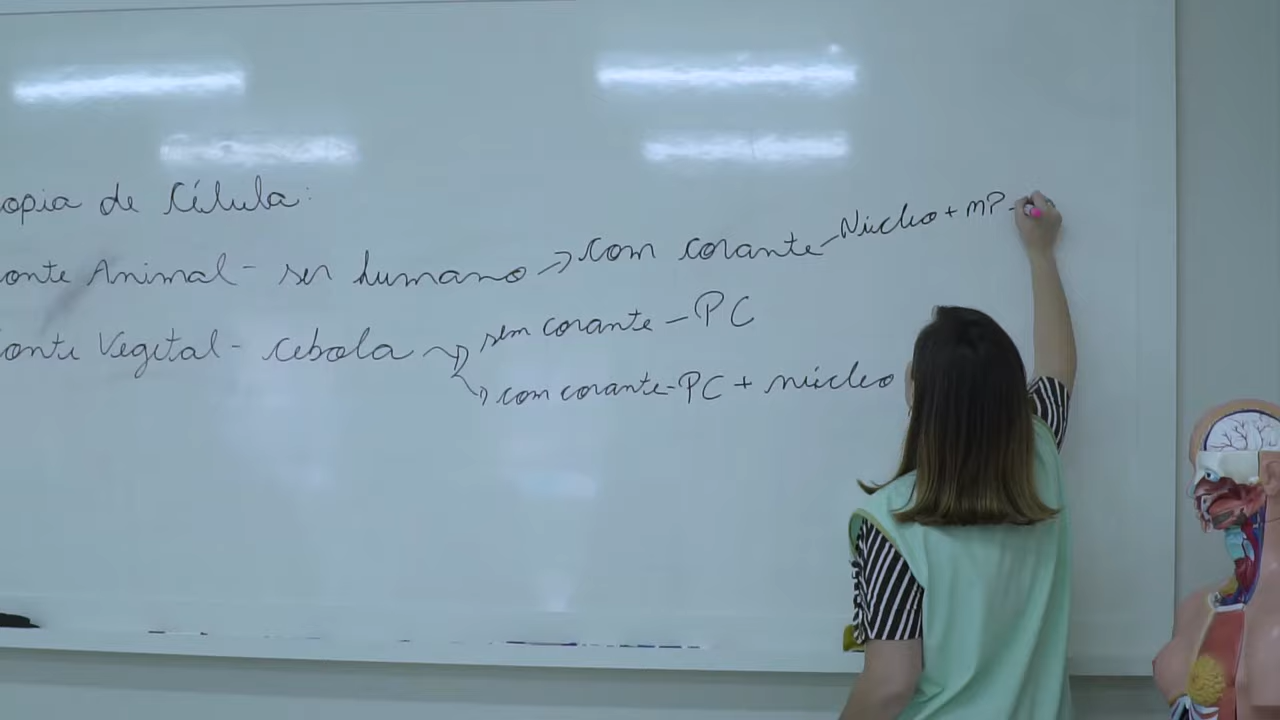 opia de Célula:
onte Animal - ser humano → com corante - Núcleo + MP -
onte Vegetal - cebola → sem corante - PC
→ com corante - PC + núcleo